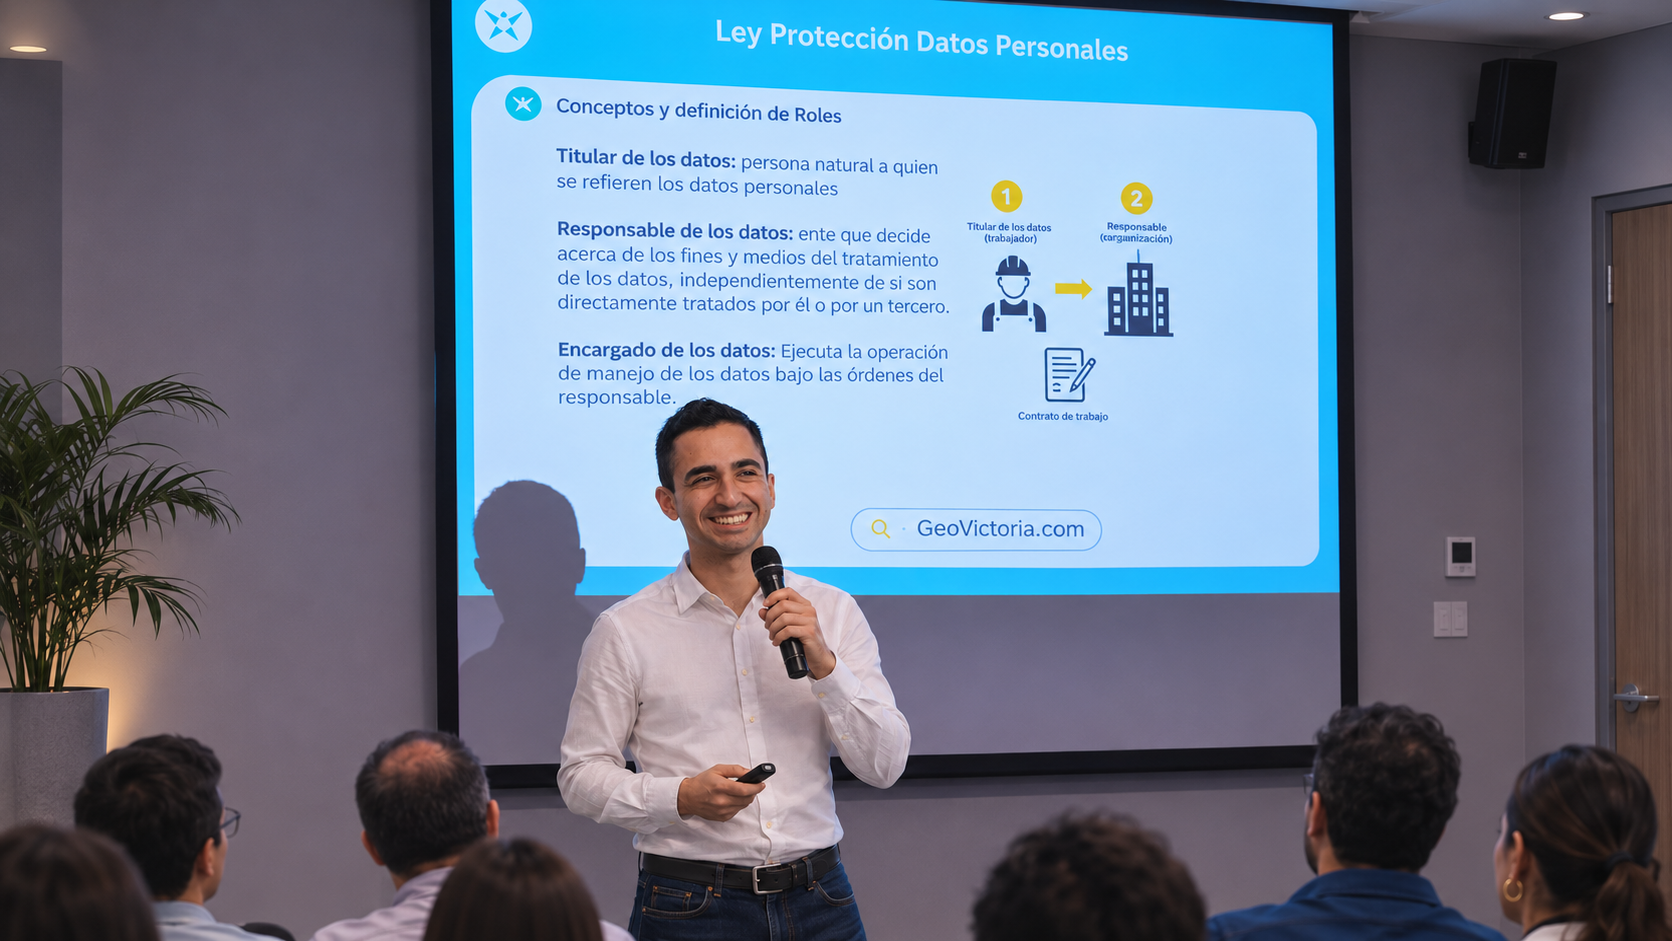 Ley Protección Datos Personales
Conceptos y definición de Roles
Titular de los datos: persona natural a quien
se refieren los datos personales
Responsable de los datos: ente que decide
acerca de los fines y medios del tratamiento
de los datos, independientemente de si son
directamente tratados por él o por un tercero.
Encargado de los datos: Ejecuta la operación
de manejo de los datos bajo las órdenes del
responsable.
1
Titular de los datos
(trabajador)
2
Responsable
(cargamización)
Contrato de trabajo
GeoVictoria.com